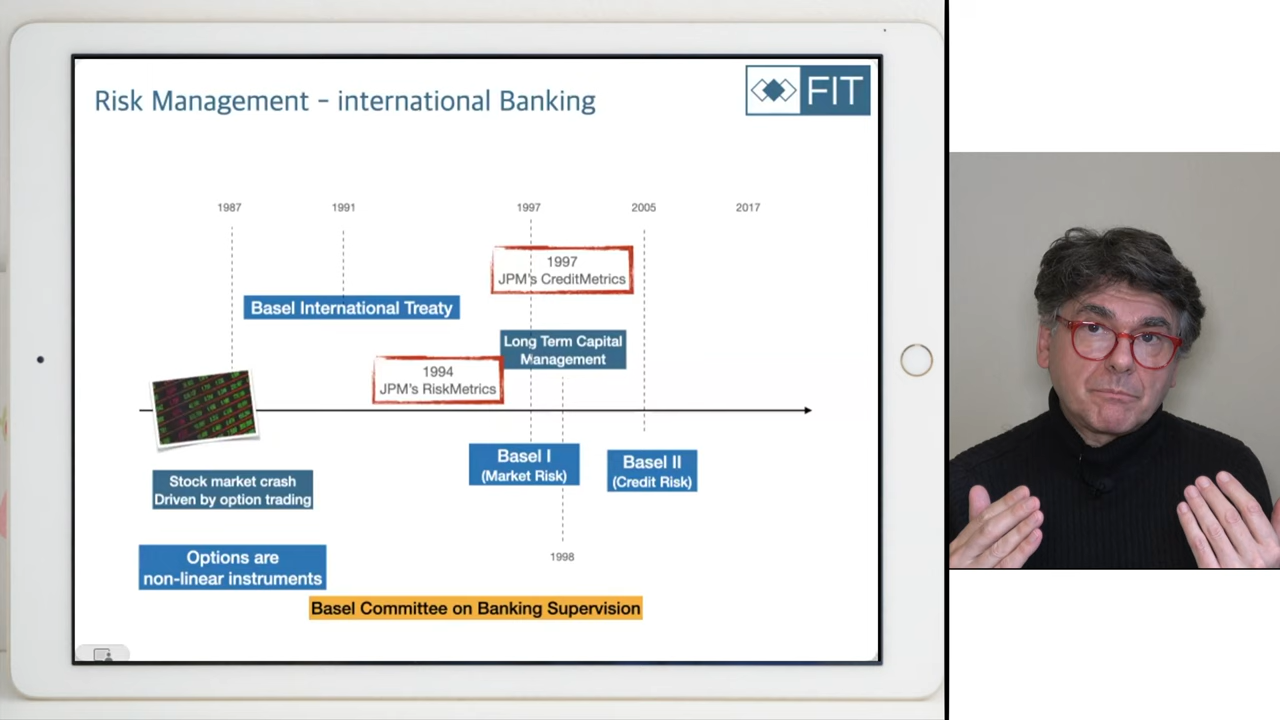 Risk Management – international Banking
FIT
1987
1991
1997
2005
2017
1997
JPM's CreditMetrics
Basel International Treaty
Long Term Capital
Management
1994
JPM's RiskMetrics
Basel I
(Market Risk)
Basel II
(Credit Risk)
Stock market crash
Driven by option trading
1998
Options are
non-linear instruments
Basel Committee on Banking Supervision